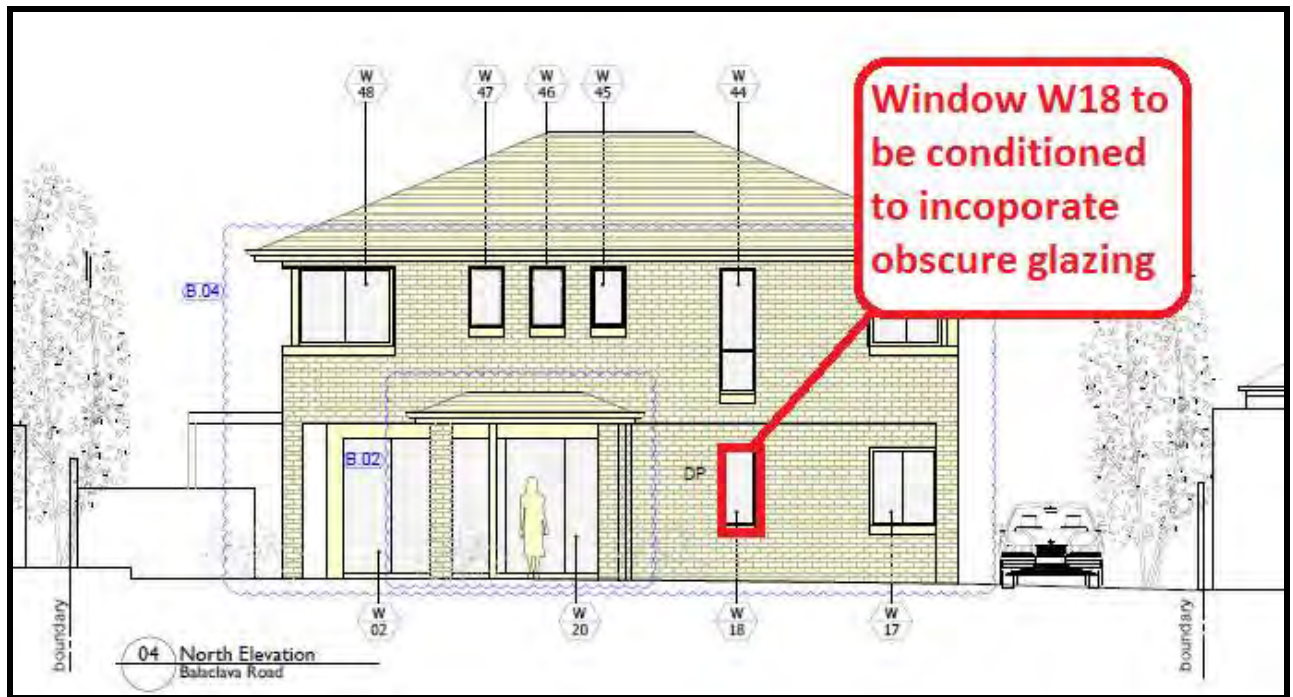 W
48
W
47
W
46
W
45
W
44
Window W18 to
be conditioned
to incoporate
obscure glazing
B.04
B.02
DP
W
02
W
20
W
18
W
17
boundary
boundary
04 North Elevation
Balaclava Road